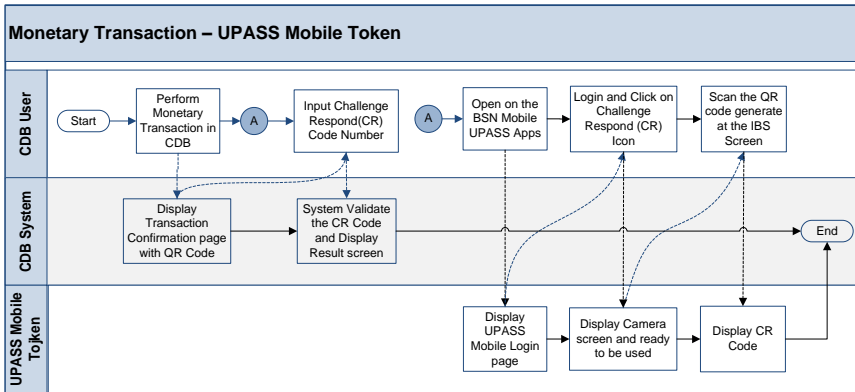 Monetary Transaction – UPASS Mobile Token
CDB User
Start
Perform
Monetary
Transaction in
CDB
A
Input Challenge
Respond(CR)
Code Number
A
Open on the
BSN Mobile
UPASS Apps
Login and Click on
Challenge
Respond (CR)
Icon
Scan the QR
code generate
at the IBS
Screen
CDB System
Display
Transaction
Confirmation page
with QR Code
System Validate
the CR Code
and Display
Result screen
End
UPASS Mobile
Tojken
Display
UPASS
Mobile Login
page
Display Camera
screen and ready
to be used
Display CR
Code